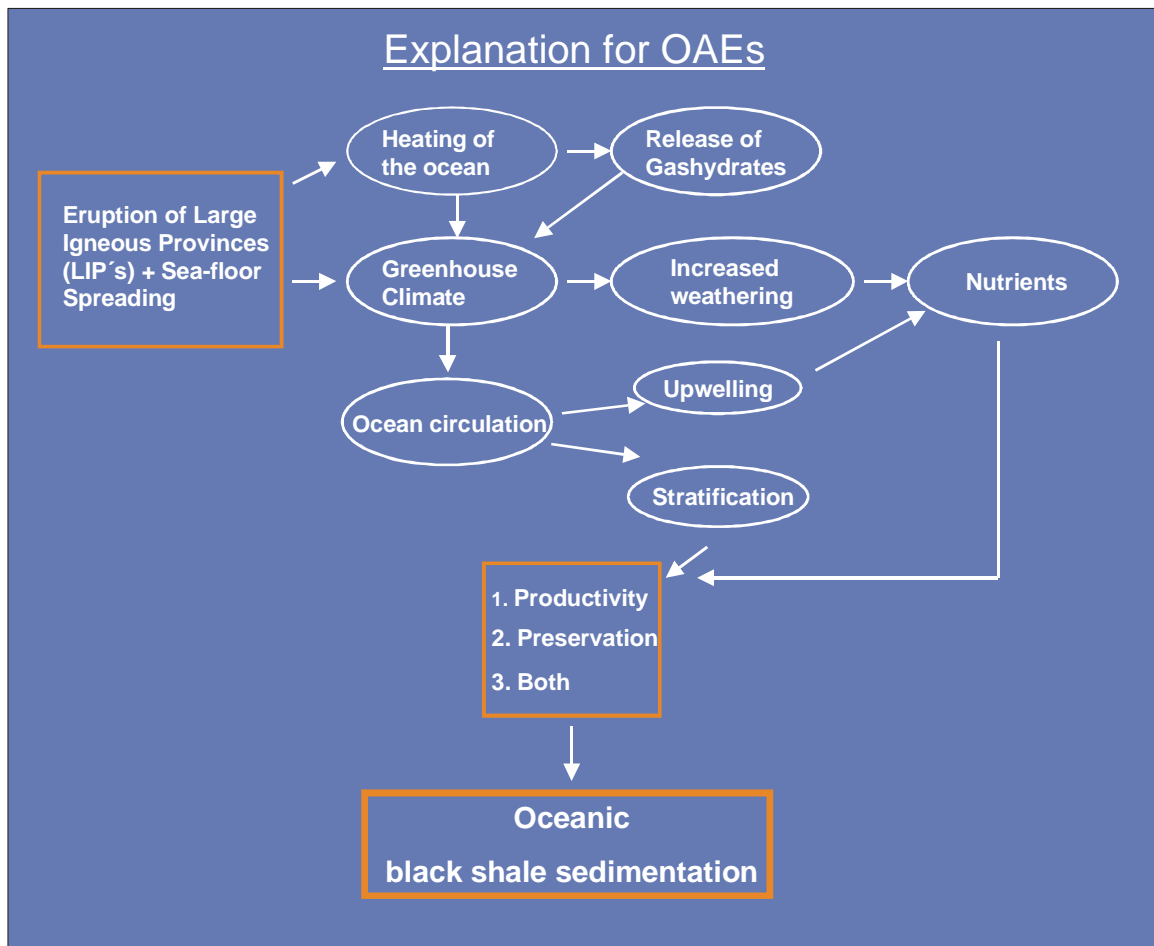 Explanation for OAEs
Heating of
the ocean
Release of
Gashydrates
Eruption of Large
Igneous Provinces
(LIP´s) + Sea-floor
Spreading
Greenhouse
Climate
Increased
weathering
Nutrients
Upwelling
Ocean circulation
Stratification
1. Productivity
2. Preservation
3. Both
Oceanic
black shale sedimentation